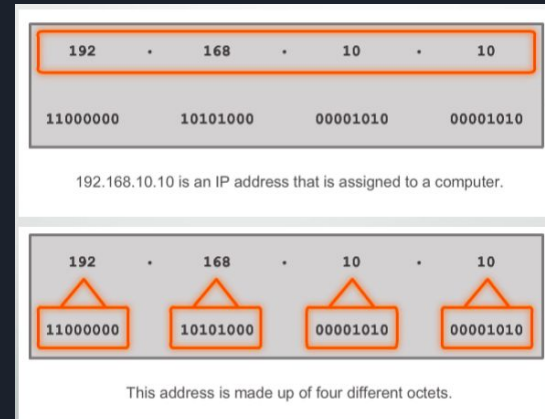 192 . 168 . 10 . 10
11000000 10101000 00001010 00001010
192.168.10.10 is an IP address that is assigned to a computer.
192 . 168 . 10 . 10
11000000 10101000 00001010 00001010
This address is made up of four different octets.